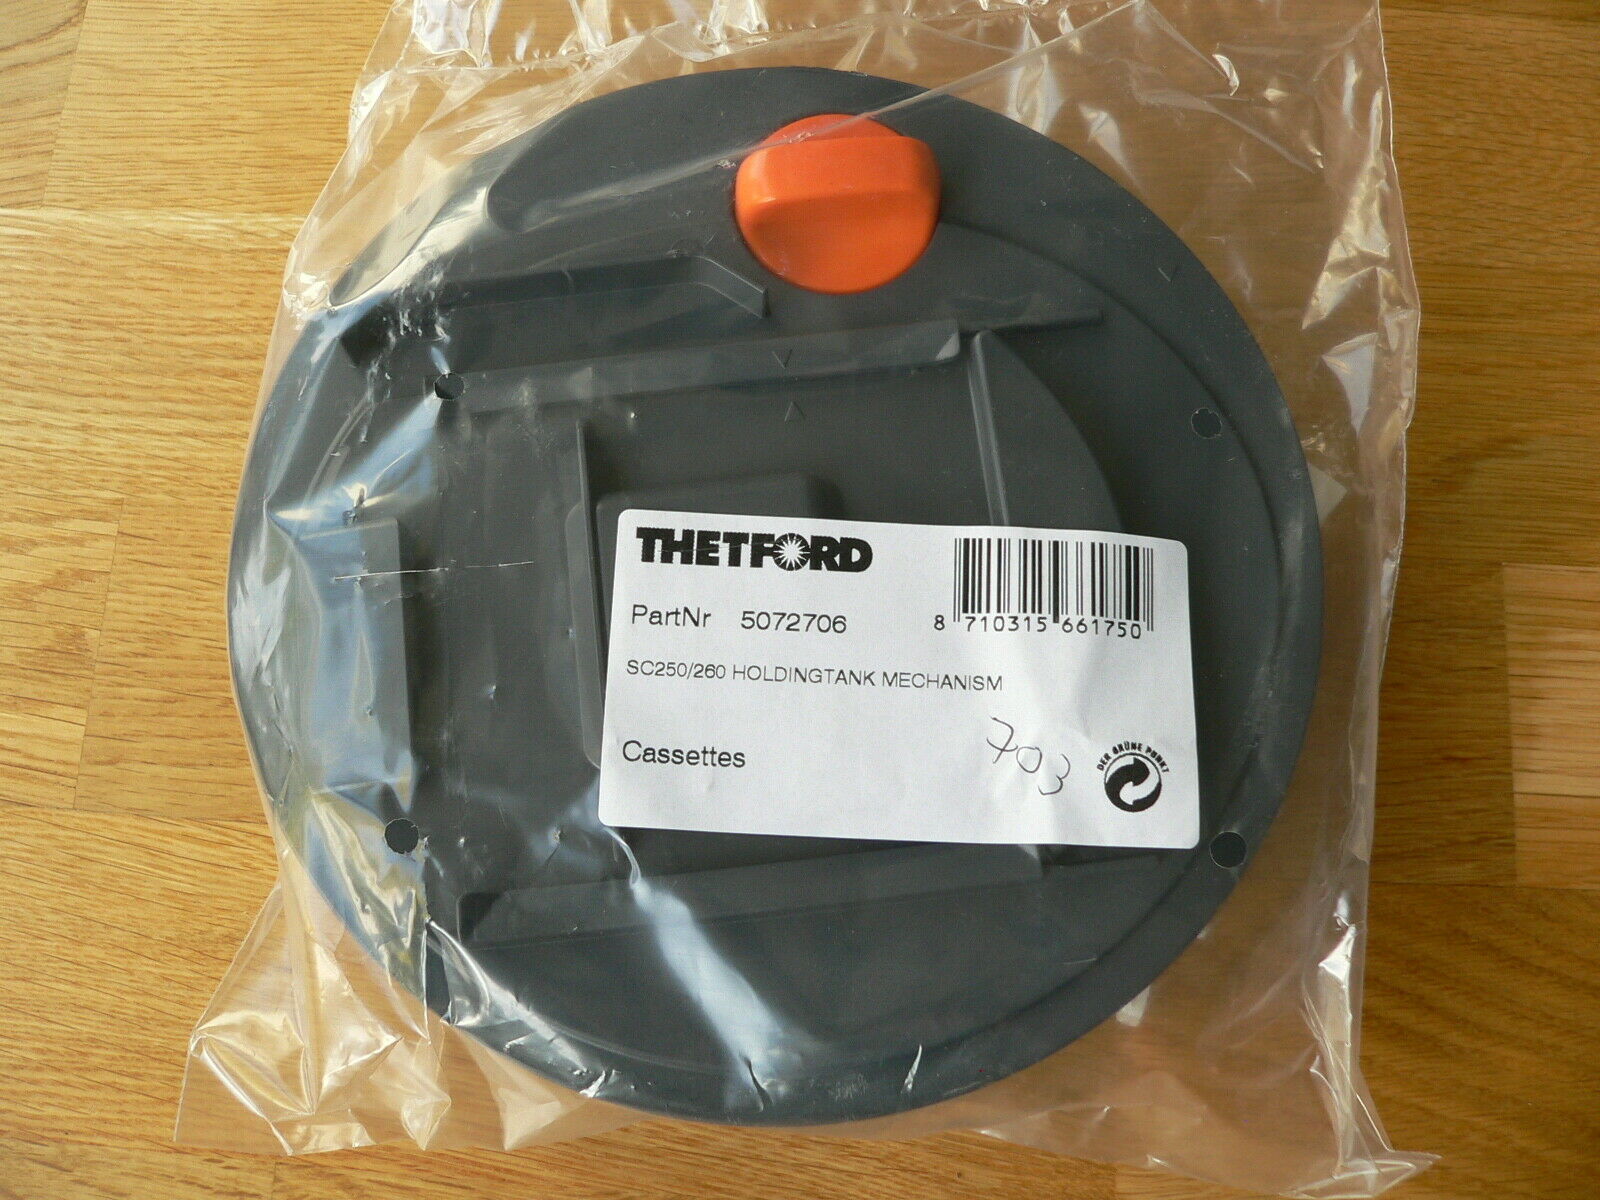 THETFORD
PartNr 5072706
8 710315 661750
SC250/260 HOLDINGTANK MECHANISM
Cassettes
703
DER GRÜNE PUNKT